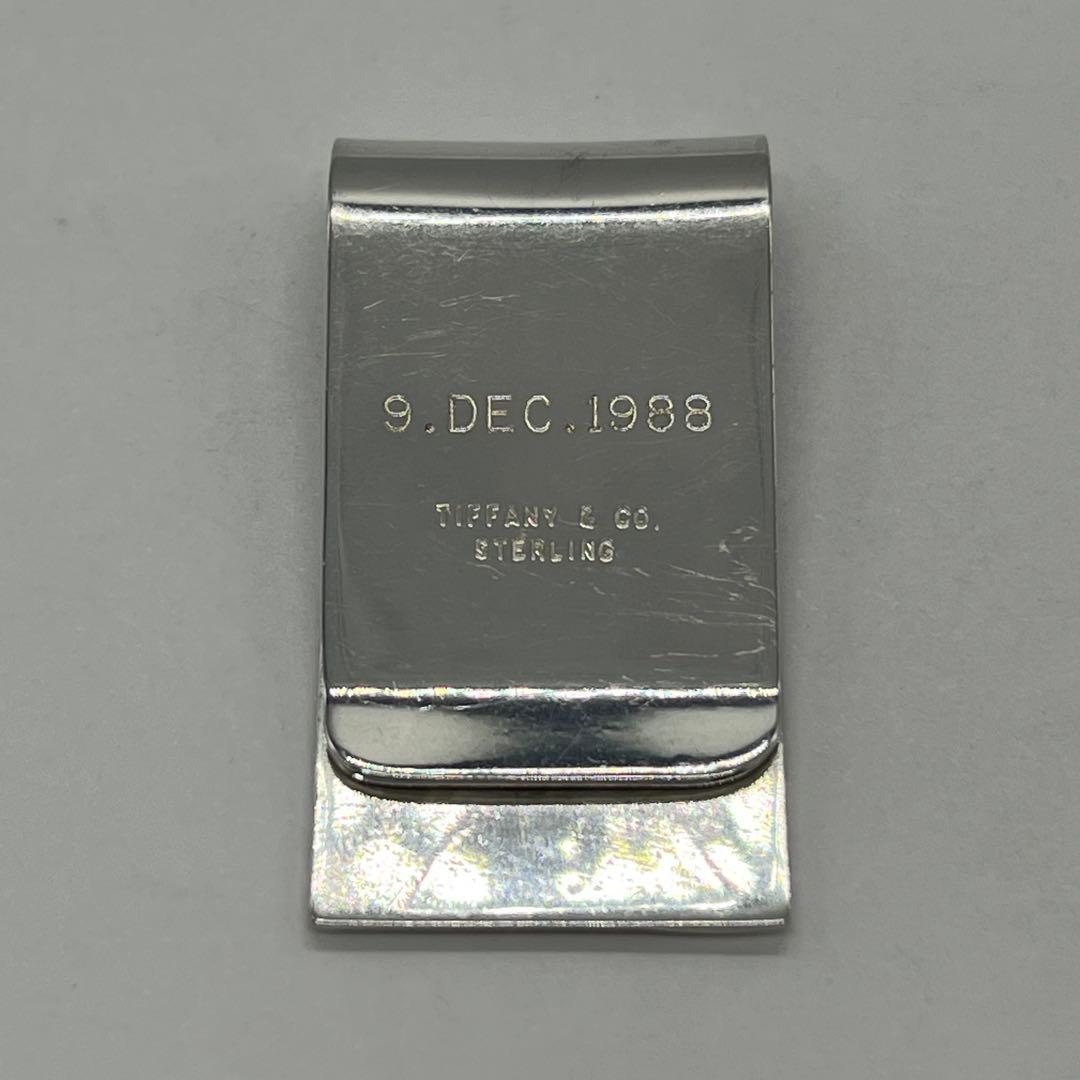 9.DEC.1988
TIFFANY & CO.
STERLING